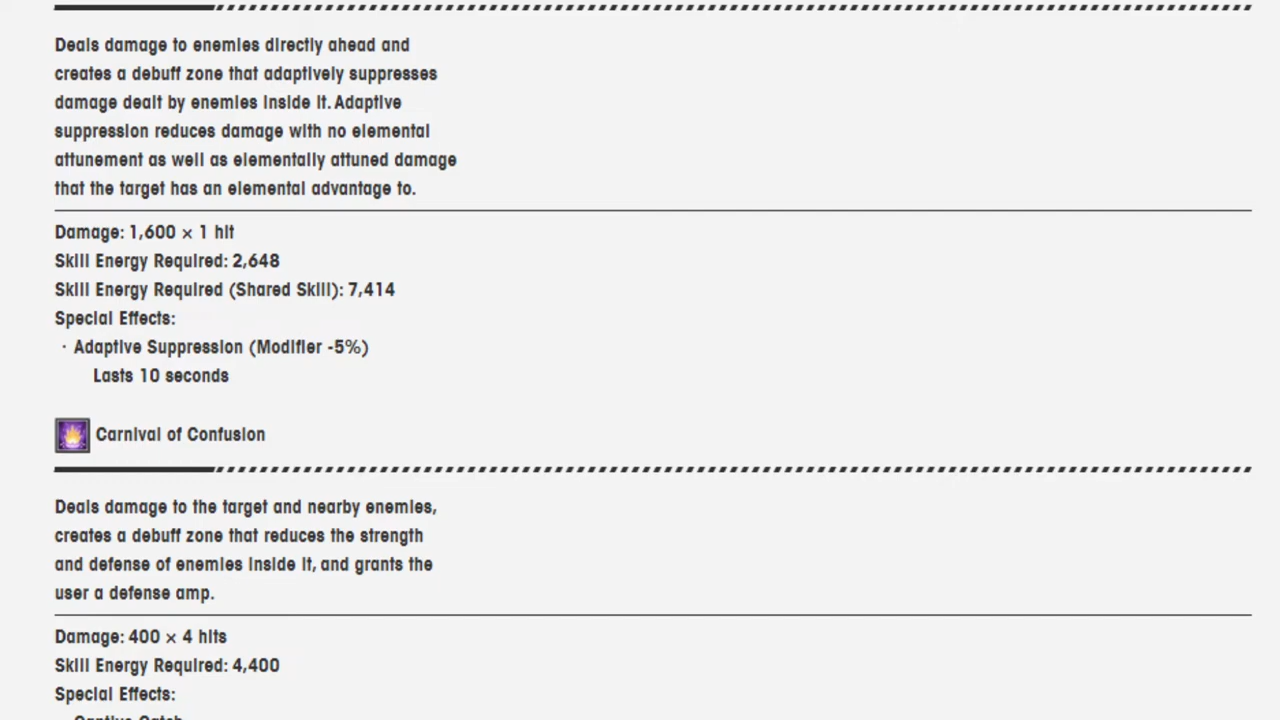 Deals damage to enemies directly ahead and
creates a debuff zone that adaptively suppresses
damage dealt by enemies inside it. Adaptive
suppression reduces damage with no elemental
attunement as well as elementally attuned damage
that the target has an elemental advantage to.
Damage: 1,600 × 1 hit
Skill Energy Required: 2,648
Skill Energy Required (Shared Skill): 7,414
Special Effects:
· Adaptive Suppression (Modifier -5%)
Lasts 10 seconds
Carnival of Confusion
Deals damage to the target and nearby enemies,
creates a debuff zone that reduces the strength
and defense of enemies inside it, and grants the
user a defense amp.
Damage: 400 × 4 hits
Skill Energy Required: 4,400
Special Effects:
Captive Catch